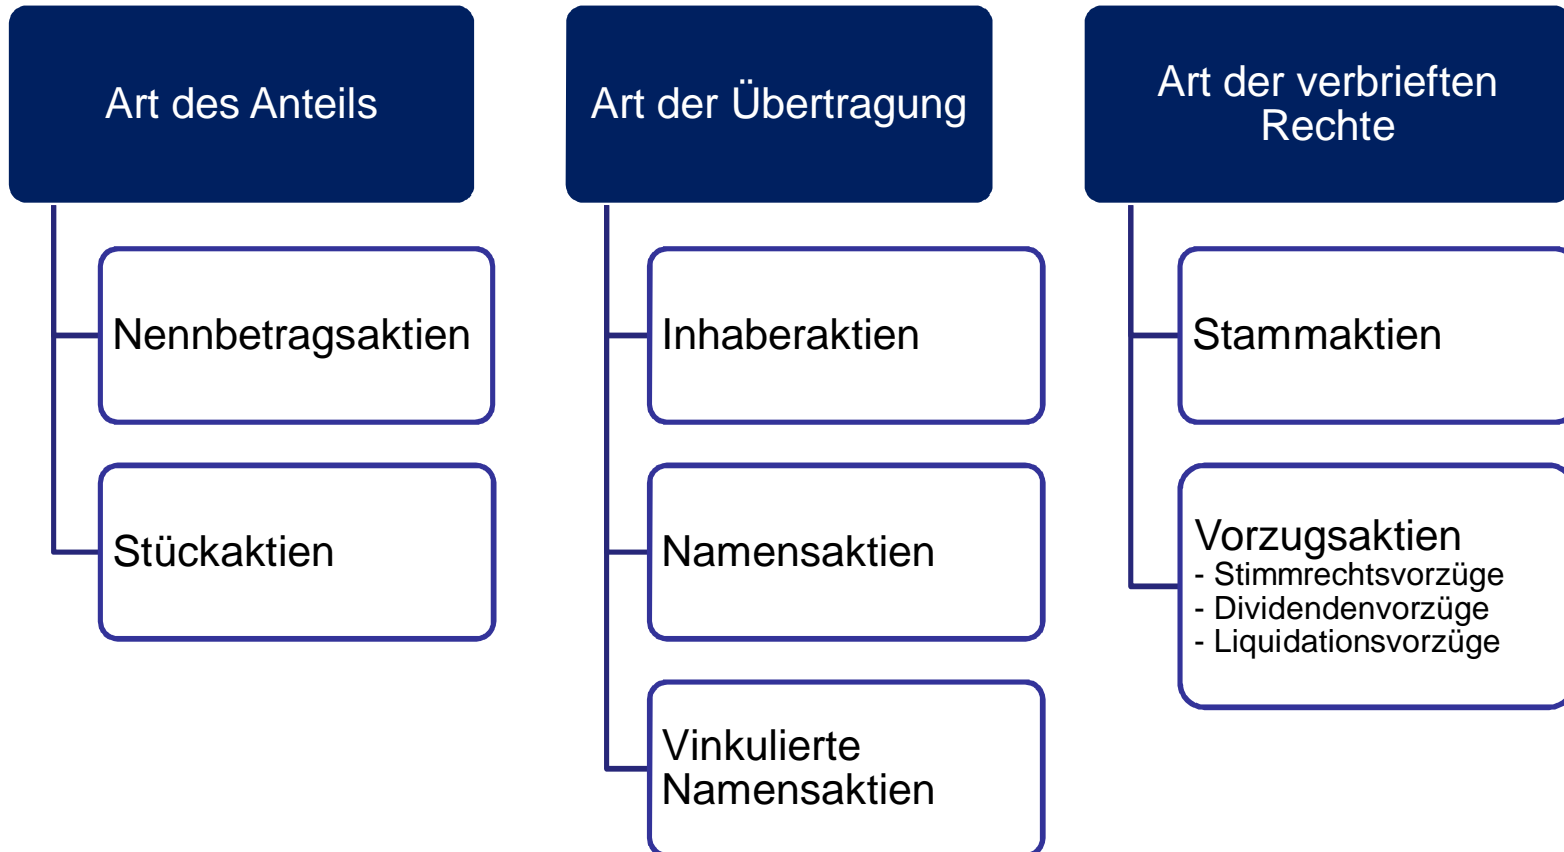 Art des Anteils
Nennbetragsaktien
Stückaktien
Art der Übertragung
Inhaberaktien
Namensaktien
Vinkulierte
Namensaktien
Art der verbrieften
Rechte
Stammaktien
Vorzugsaktien
- Stimmrechtsvorzüge
- Dividendenvorzüge
- Liquidationsvorzüge